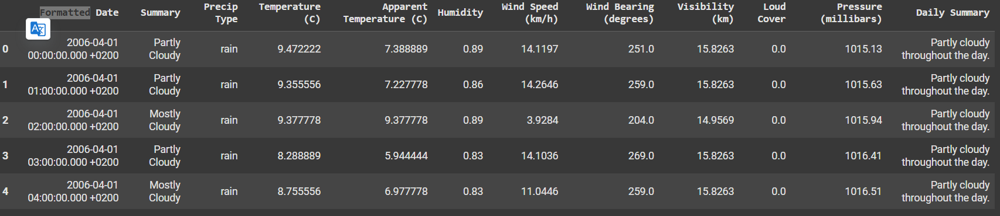 Formatted Date Summary Precip Type Temperature (C) Apparent Temperature (C) Humidity Wind Speed (km/h) Wind Bearing (degrees) Visibility (km) Loud Cover Pressure (millibars) Daily Summary
0 2006-04-01 00:00:00.000 +0200 Partly Cloudy rain 9.472222 7.388889 0.89 14.1197 251.0 15.8263 0.0 1015.13 Partly cloudy throughout the day.
1 2006-04-01 01:00:00.000 +0200 Partly Cloudy rain 9.355556 7.227778 0.86 14.2646 259.0 15.8263 0.0 1015.63 Partly cloudy throughout the day.
2 2006-04-01 02:00:00.000 +0200 Mostly Cloudy rain 9.377778 9.377778 0.89 3.9284 204.0 14.9569 0.0 1015.94 Partly cloudy throughout the day.
3 2006-04-01 03:00:00.000 +0200 Partly Cloudy rain 8.288889 5.944444 0.83 14.1036 269.0 15.8263 0.0 1016.41 Partly cloudy throughout the day.
4 2006-04-01 04:00:00.000 +0200 Mostly Cloudy rain 8.755556 6.977778 0.83 11.0446 259.0 15.8263 0.0 1016.51 Partly cloudy throughout the day.